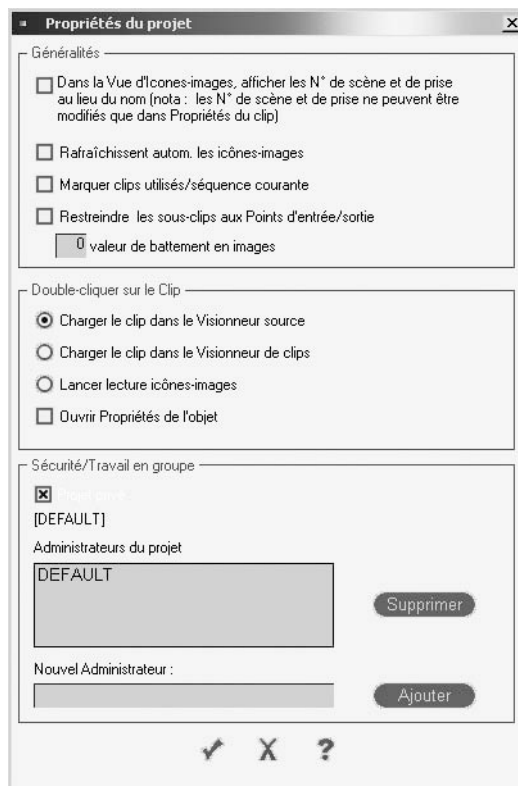 Propriétés du projet
Généralités
Dans la Vue d'Icones-images, afficher les N° de scène et de prise
au lieu du nom (nota : les N° de scène et de prise ne peuvent être
modifiés que dans Propriétés du clip)
Rafraîchissent autom. les icônes-images
Marquer clips utilisés/séquence courante
Restreindre les sous-clips aux Points d'entrée/sortie
0 valeur de battement en images
Double-cliquer sur le Clip
Charger le clip dans le Visionneur source
Charger le clip dans le Visionneur de clips
Lancer lecture icônes-images
Ouvrir Propriétés de l'objet
Sécurité/Travail en groupe
[DEFAULT]
Administrateurs du projet
DEFAULT
Supprimer
Nouvel Administrateur :
Ajouter